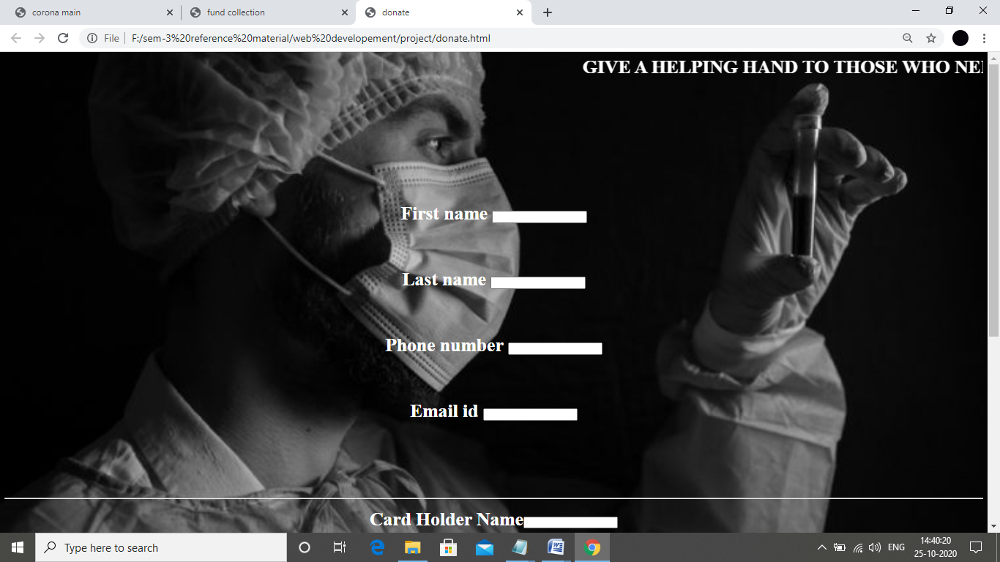 corona main
fund collection
donate
File
F:/sem-3%20reference%20material/web%20developement/project/donate.html
GIVE A HELPING HAND TO THOSE WHO NE
First name
Last name
Phone number
Email id
Card Holder Name
Type here to search
ENG
14:40:20
25-10-2020